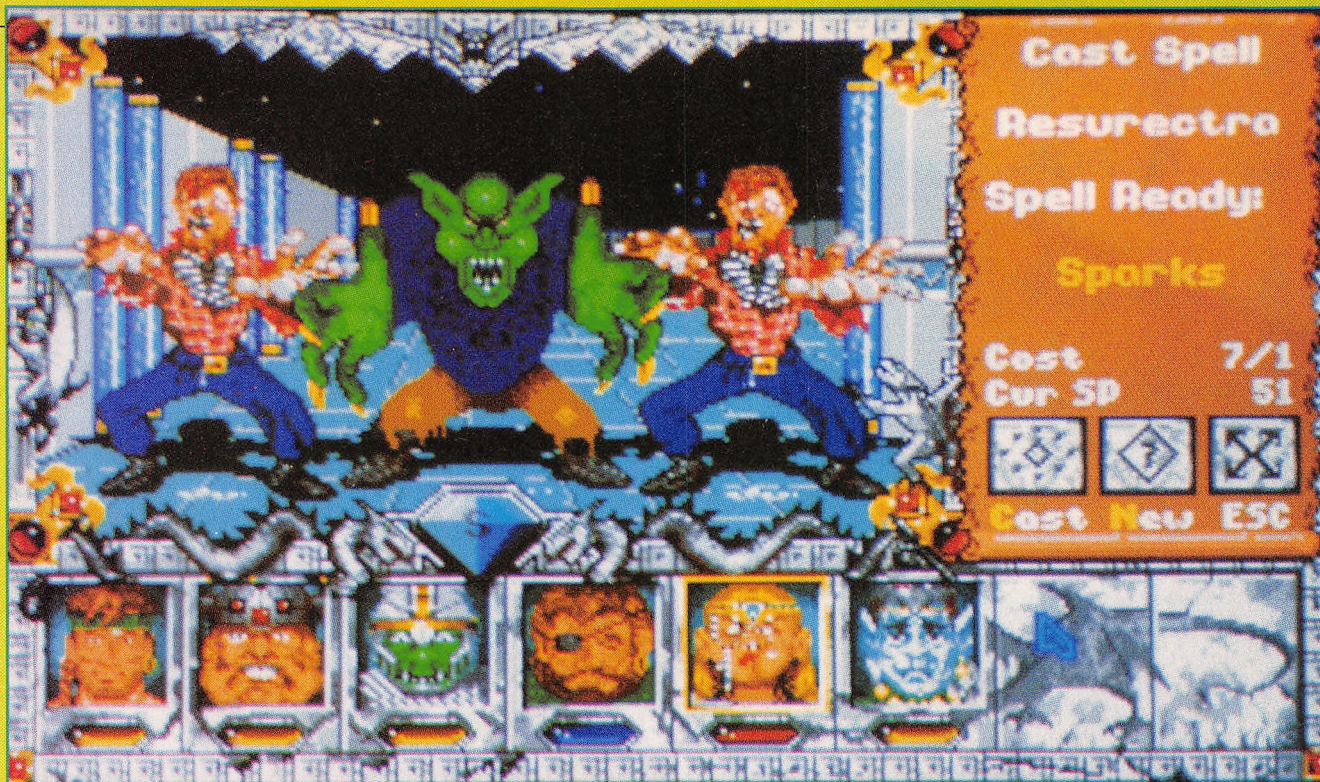 Cast Spell
Resurectra
Spell Ready:
Sparks
Cost 7/1
Cur SP 51
?
Cast New ESC